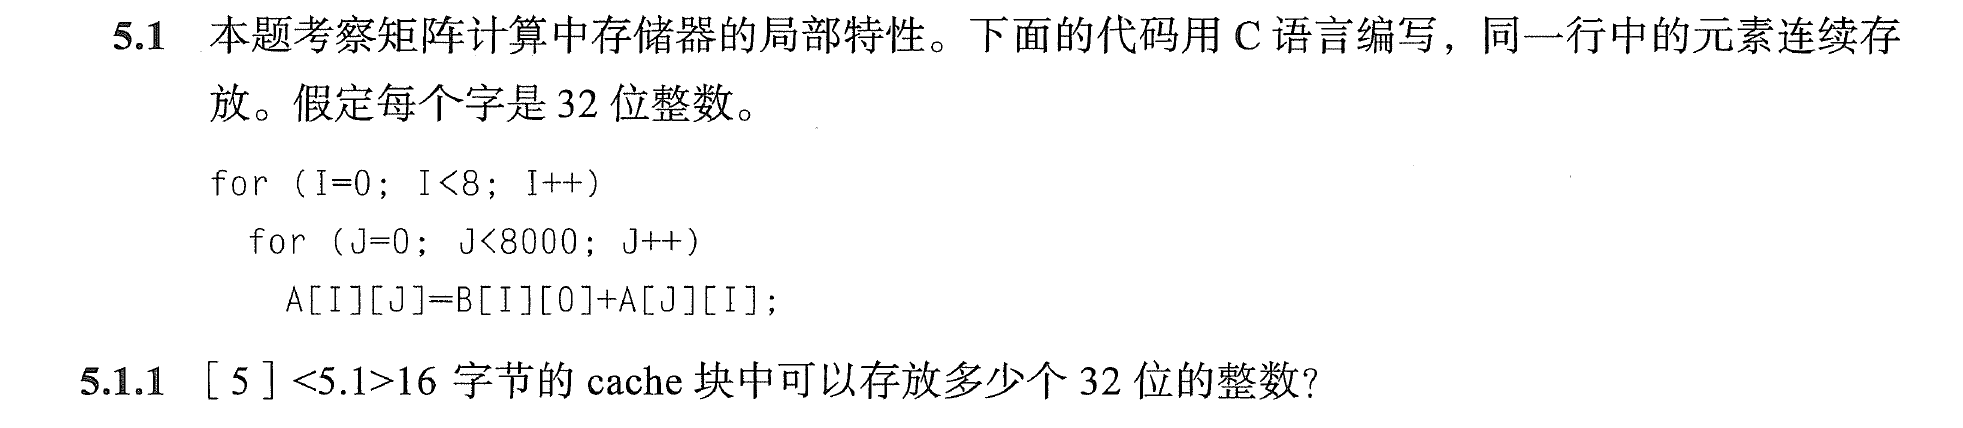 5.1 本题考察矩阵计算中存储器的局部特性。下面的代码用 C 语言编写，同一行中的元素连续存
放。假定每个字是 32 位整数。
for (I=0; I<8; I++)
for (J=0; J<8000; J++)
A[I][J]=B[I][0]+A[J][I];
5.1.1 [5] <5.1>16 字节的 cache 块中可以存放多少个 32 位的整数?